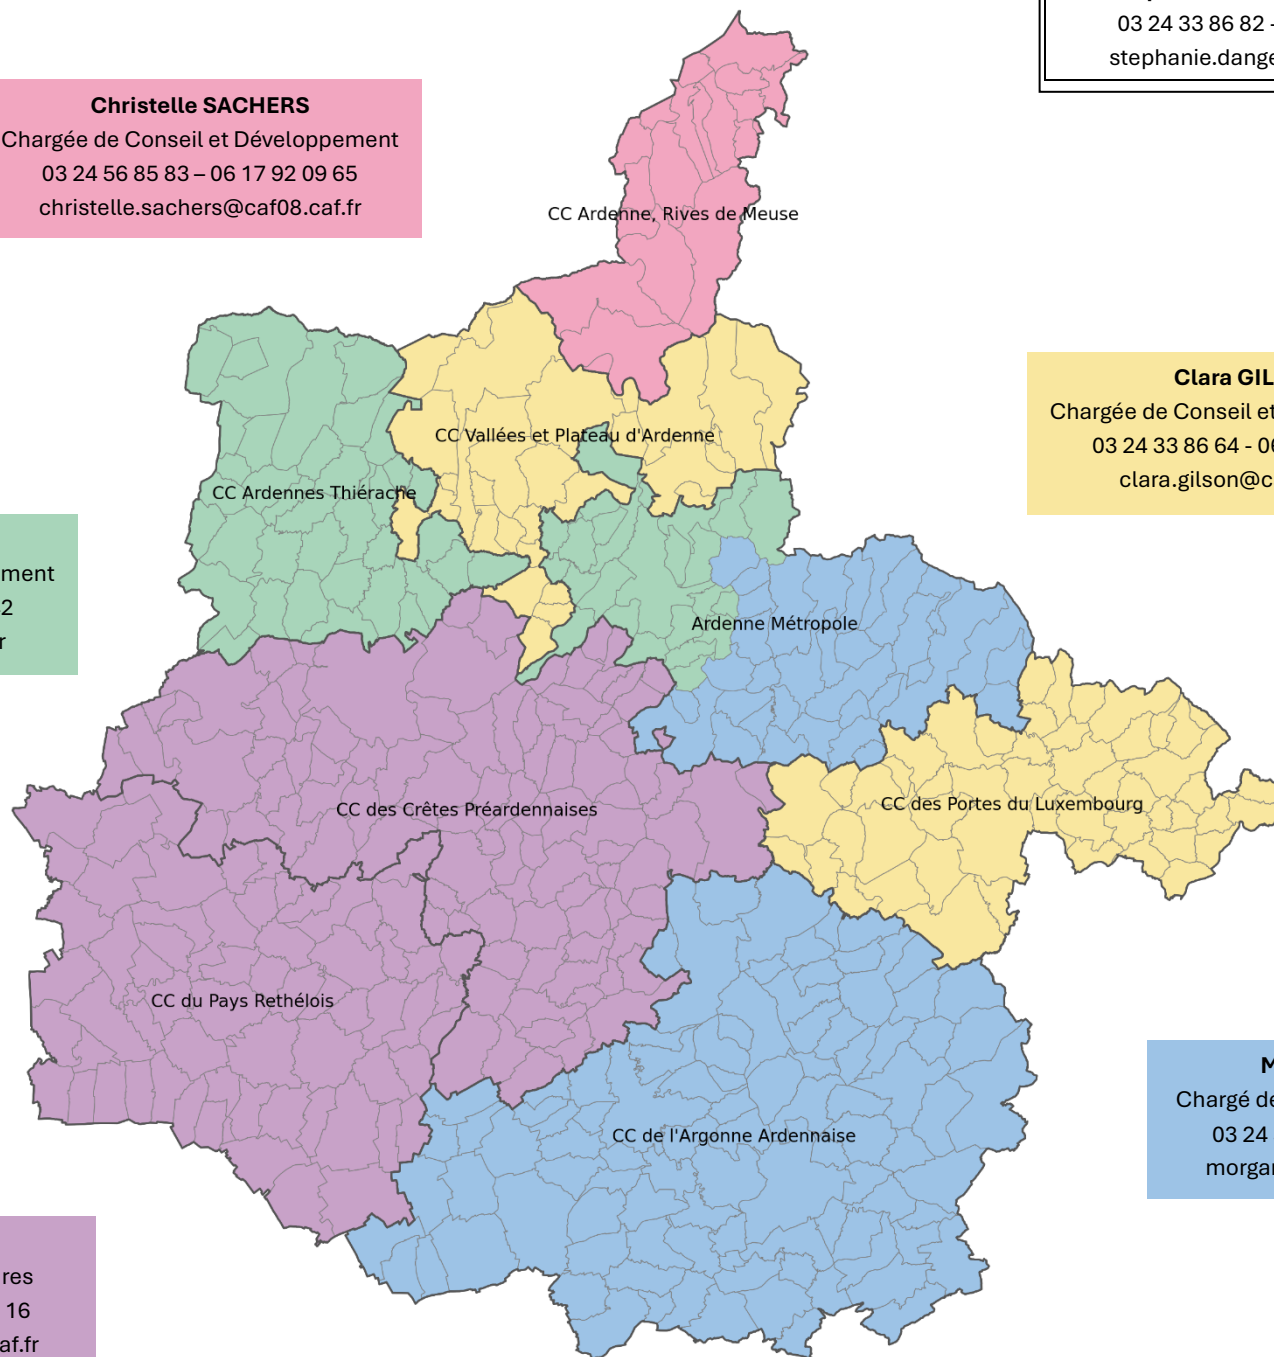 03 24 33 86 82 -
stephanie.dange
Christelle SACHERS
Chargée de Conseil et Développement
03 24 56 85 83 – 06 17 92 09 65
christelle.sachers@caf08.caf.fr
CC Ardenne, Rives de Meuse
Clara GIL
Chargée de Conseil et
03 24 33 86 64 - 06
clara.gilson@c
CC Vallées et Plateau d'Ardenne
CC Ardennes Thiérache
ment
2
r
Ardenne Métropole
CC des Portes du Luxembourg
CC des Crêtes Préardennaises
CC du Pays Rethélois
M
Chargé de
03 24
morgan
CC de l'Argonne Ardennaise
res
16
af.fr